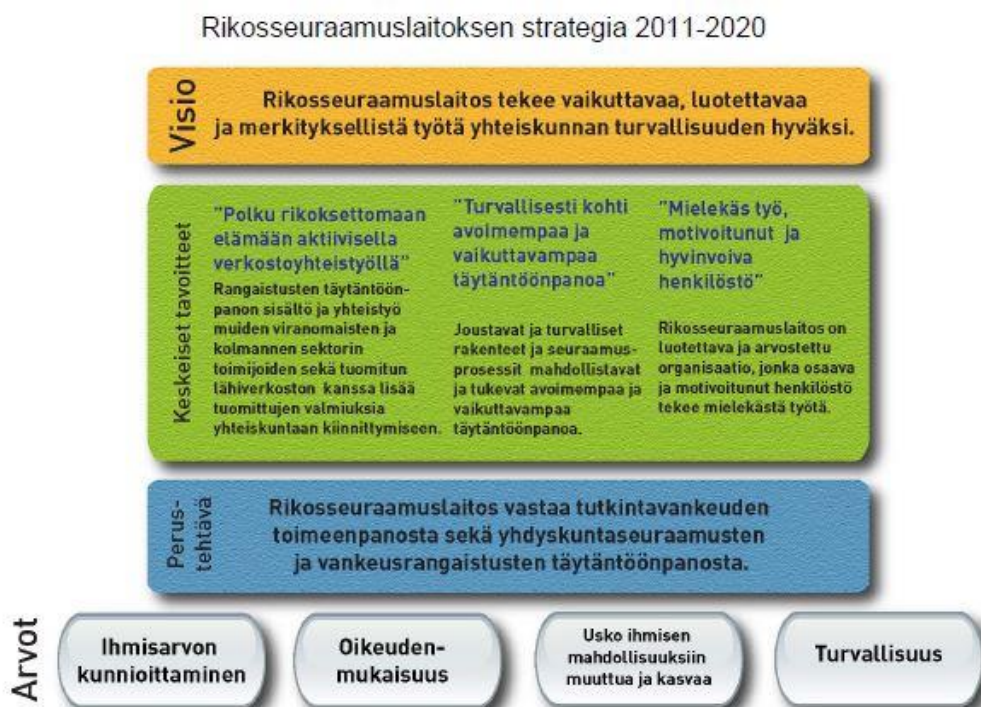 Rikosseuraamuslaitoksen strategia 2011-2020
Visio
Rikosseuraamuslaitos tekee vaikuttavaa, luotettavaa
ja merkityksellistä työtä yhteiskunnan turvallisuuden hyväksi.
Keskeiset tavoitteet
"Polku rikoksettomaan
elämään aktiivisella
verkostoyhteistyöllä"
Rangaistusten täytäntöön-
panon sisältö ja yhteistyö
muiden viranomaisten ja
kolmannen sektorin
toimijoiden sekä tuomitun
lähiverkoston kanssa lisää
tuomittujen valmiuksia
yhteiskuntaan kiinnittymiseen.
"Turvallisesti kohti
avoimempaa ja
vaikuttavampaa
täytäntöönpanoa"
Joustavat ja turvalliset
rakenteet ja seuraamus-
prosessit mahdollistavat
ja tukevat avoimempaa ja
vaikuttavampaa
täytäntöönpanoa.
"Mielekäs työ,
motivoitunut ja
hyvinvoiva
henkilöstö"
Rikosseuraamuslaitos on
luotettava ja arvostettu
organisaatio, jonka osaava
ja motivoitunut henkilöstö
tekee mielekästä työtä.
Perus-
tehtävä
Rikosseuraamuslaitos vastaa tutkintavankeuden
toimeenpanosta sekä yhdyskuntaseuraamusten
ja vankeusrangaistusten täytäntöönpanosta.
Arvot
Ihmisarvon
kunnioittaminen
Oikeuden-
mukaisuus
Usko ihmisen
mahdollisuuksiin
muuttua ja kasvaa
Turvallisuus